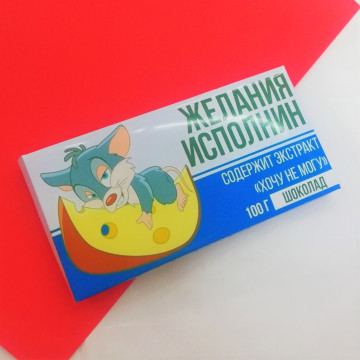 ЖЕЛАНИЯ
ИСПОЛНИН
СОДЕРЖИТ ЭКСТРАКТ
«ХОЧУ НЕ МОГУ»
100 Г ШОКОЛАД